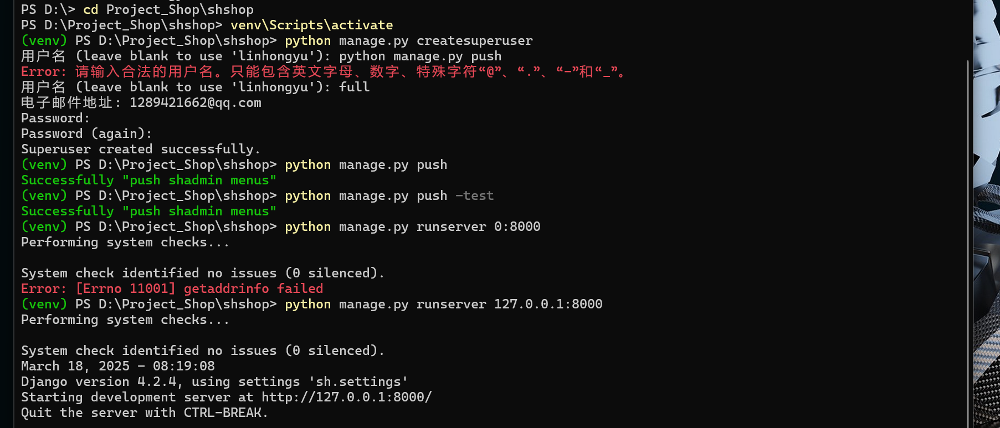 PS D:\> cd Project_Shop\shshop
PS D:\Project_Shop\shshop> venv\Scripts\activate
(venv) PS D:\Project_Shop\shshop> python manage.py createsuperuser
用户名 (leave blank to use 'linhongyu'): python manage.py push
Error: 请输入合法的用户名。只能包含英文字母、数字、特殊字符“@”、“.”、“-”和“_”。
用户名 (leave blank to use 'linhongyu'): full
电子邮件地址: 1289421662@qq.com
Password:
Password (again):
Superuser created successfully.
(venv) PS D:\Project_Shop\shshop> python manage.py push
Successfully "push shadmin menus"
(venv) PS D:\Project_Shop\shshop> python manage.py push -test
Successfully "push shadmin menus"
(venv) PS D:\Project_Shop\shshop> python manage.py runserver 0:8000
Performing system checks...
System check identified no issues (0 silenced).
Error: [Errno 11001] getaddrinfo failed
(venv) PS D:\Project_Shop\shshop> python manage.py runserver 127.0.0.1:8000
Performing system checks...
System check identified no issues (0 silenced).
March 18, 2025 - 08:19:08
Django version 4.2.4, using settings 'sh.settings'
Starting development server at http://127.0.0.1:8000/
Quit the server with CTRL-BREAK.